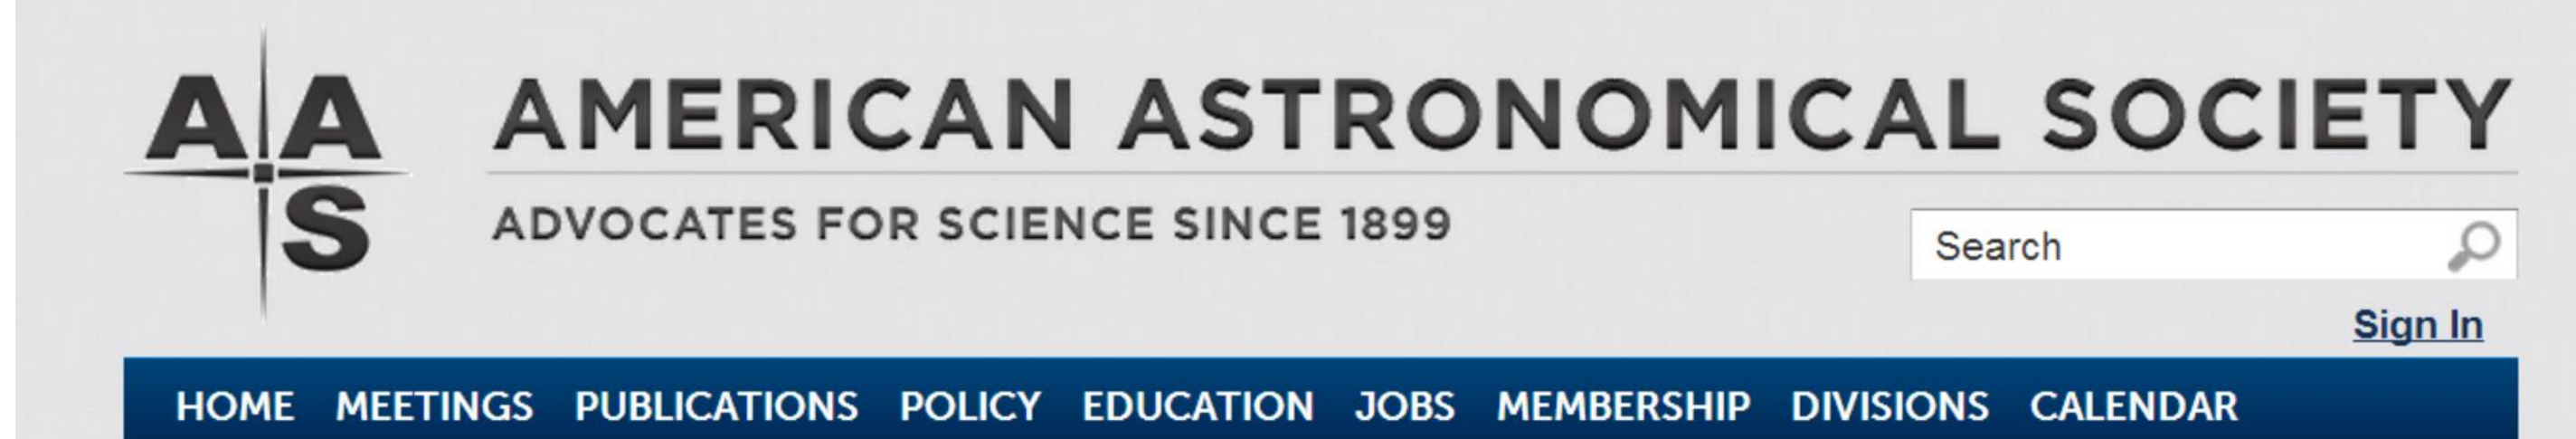 AAS
AMERICAN ASTRONOMICAL SOCIETY
ADVOCATES FOR SCIENCE SINCE 1899
Search
Sign In
HOME MEETINGS PUBLICATIONS POLICY EDUCATION JOBS MEMBERSHIP DIVISIONS CALENDAR